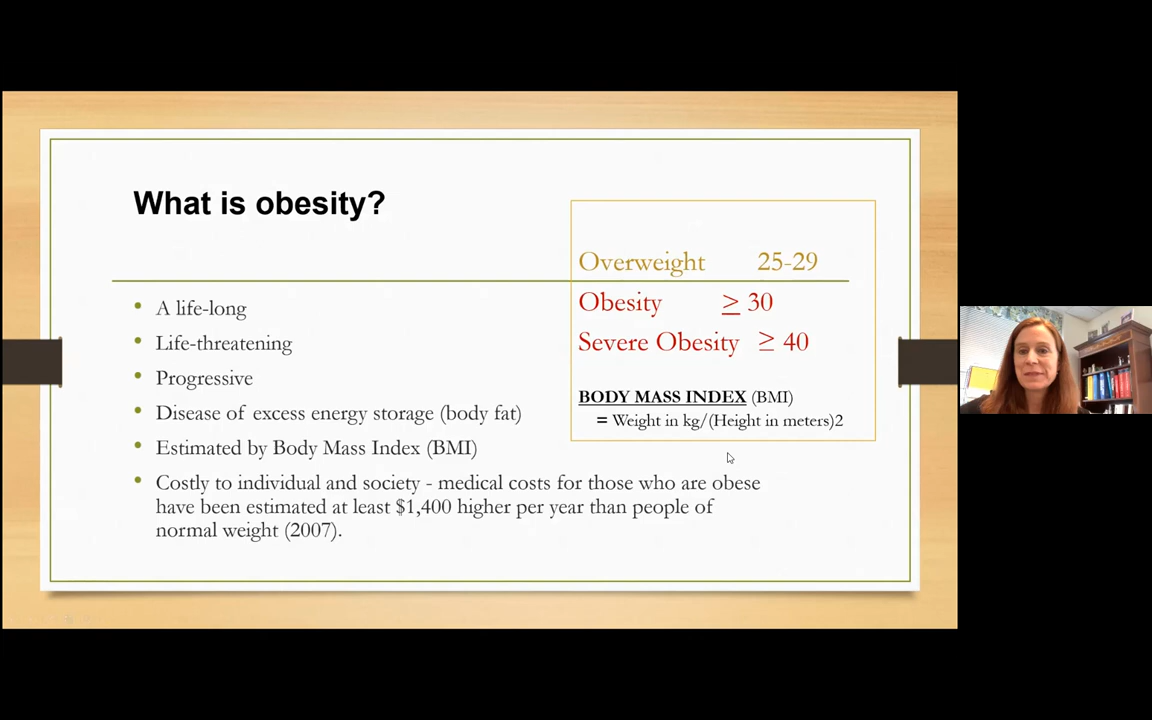 What is obesity?
Overweight 25-29
Obesity ≥ 30
Severe Obesity ≥ 40
BODY MASS INDEX (BMI)
= Weight in kg/(Height in meters)2
• A life-long
• Life-threatening
• Progressive
• Disease of excess energy storage (body fat)
• Estimated by Body Mass Index (BMI)
• Costly to individual and society - medical costs for those who are obese
have been estimated at least $1,400 higher per year than people of
normal weight (2007).